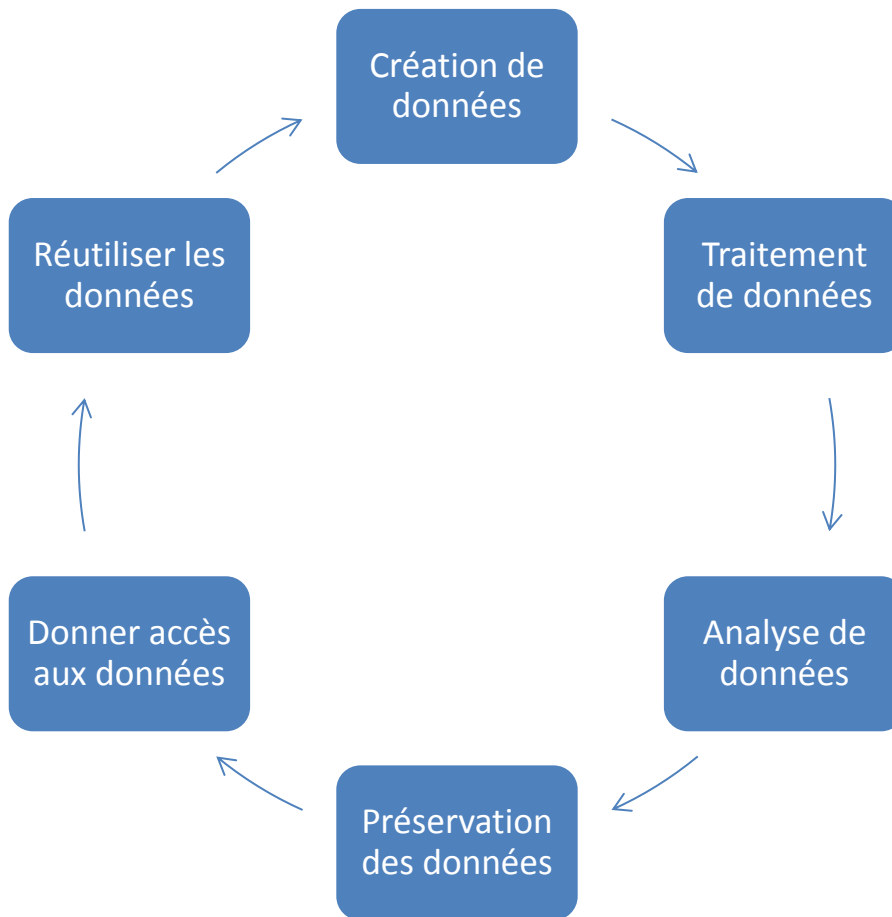 Création de
données
Traitement
de données
Analyse de
données
Préservation
des données
Donner accès
aux données
Réutiliser les
données